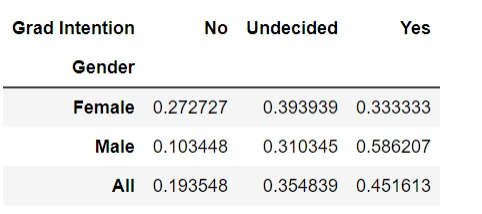 Grad Intention No Undecided Yes
Gender
Female 0.272727 0.393939 0.333333
Male 0.103448 0.310345 0.586207
All 0.193548 0.354839 0.451613